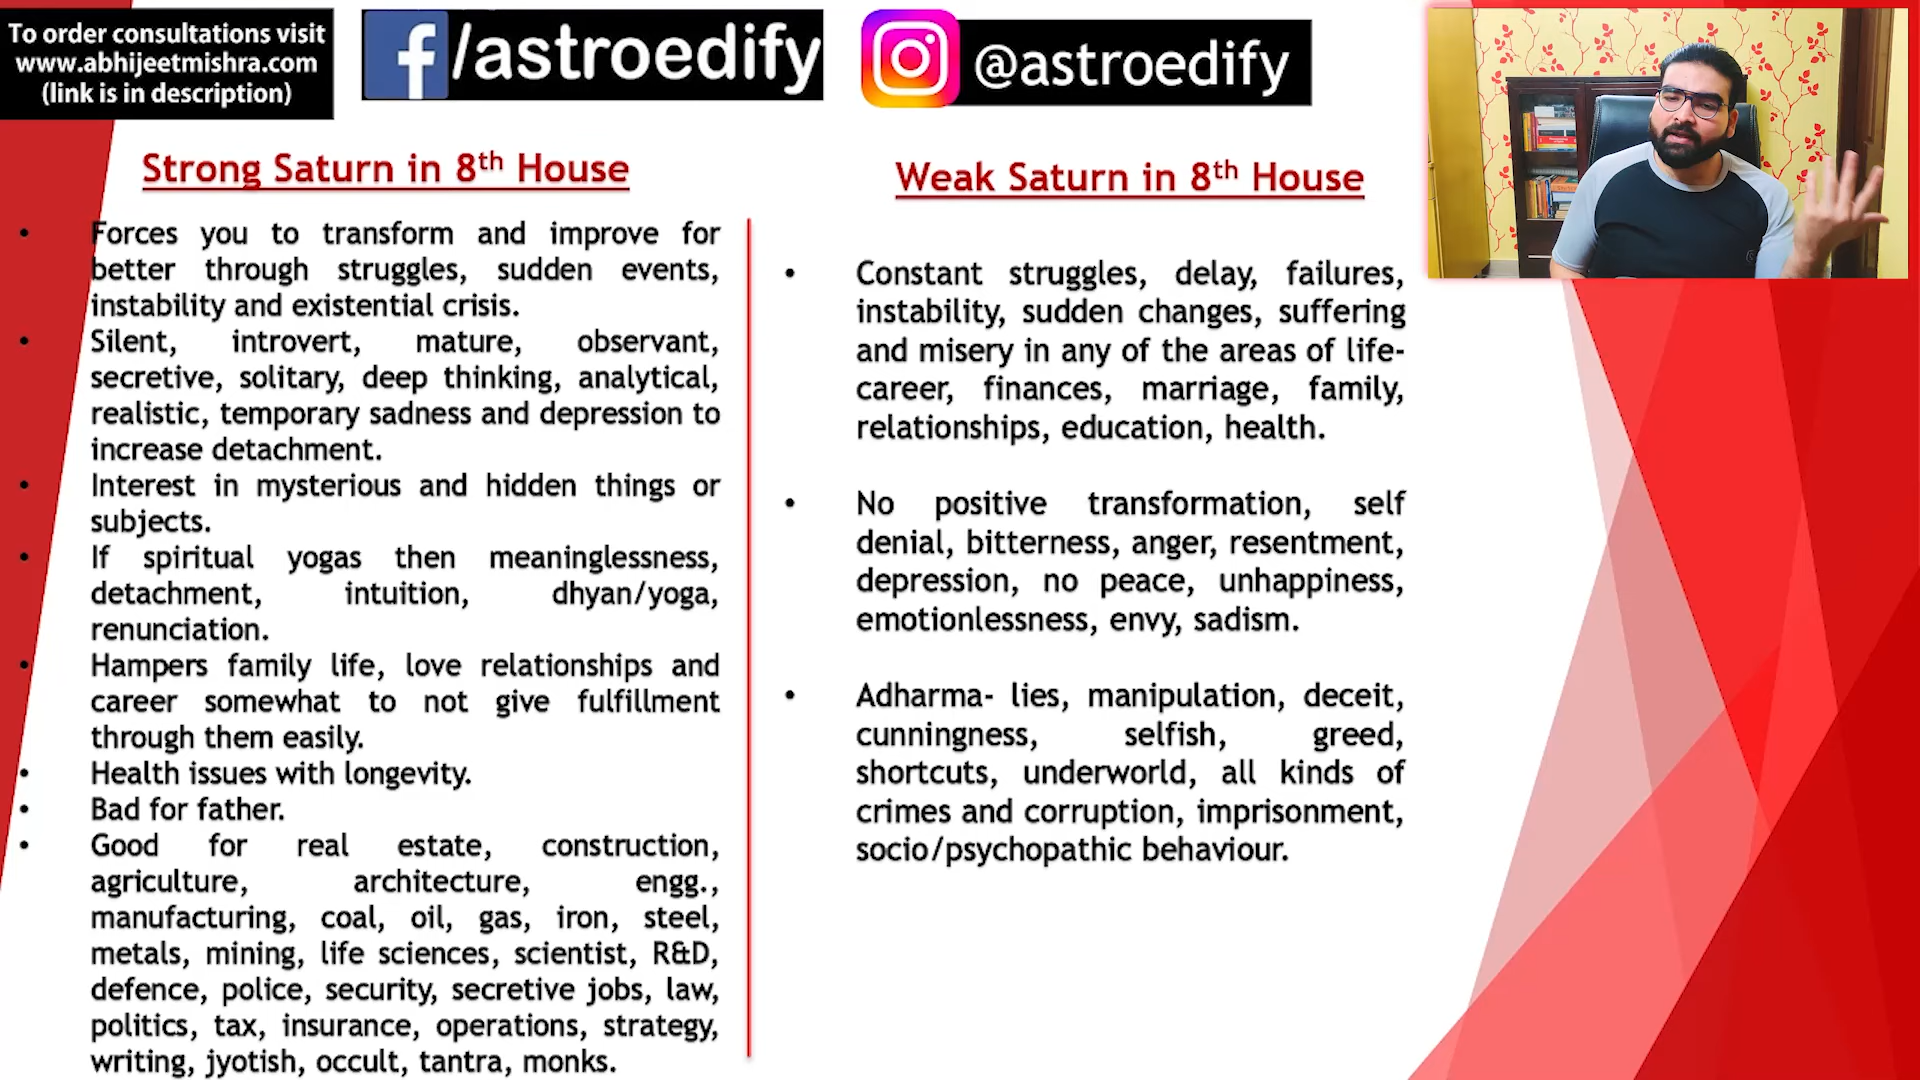 To order consultations visit
www.abhijeetmishra.com
(link is in description)
f/astroedify
@astroedify
Strong Saturn in 8th House
• Forces you to transform and improve for
better through struggles, sudden events,
instability and existential crisis.
• Silent, introvert, mature, observant,
secretive, solitary, deep thinking, analytical,
realistic, temporary sadness and depression to
increase detachment.
• Interest in mysterious and hidden things or
subjects.
• If spiritual yogas then meaninglessness,
detachment, intuition, dhyan/yoga,
renunciation.
• Hampers family life, love relationships and
career somewhat to not give fulfillment
through them easily.
• Health issues with longevity.
• Bad for father.
• Good for real estate, construction,
agriculture, architecture, engg.,
manufacturing, coal, oil, gas, iron, steel,
metals, mining, life sciences, scientist, R&D,
defence, police, security, secretive jobs, law,
politics, tax, insurance, operations, strategy,
writing, jyotish, occult, tantra, monks.
Weak Saturn in 8th House
• Constant struggles, delay, failures,
instability, sudden changes, suffering
and misery in any of the areas of life-
career, finances, marriage, family,
relationships, education, health.
• No positive transformation, self
denial, bitterness, anger, resentment,
depression, no peace, unhappiness,
emotionlessness, envy, sadism.
• Adharma- lies, manipulation, deceit,
cunningness, selfish, greed,
shortcuts, underworld, all kinds of
crimes and corruption, imprisonment,
socio/psychopathic behaviour.